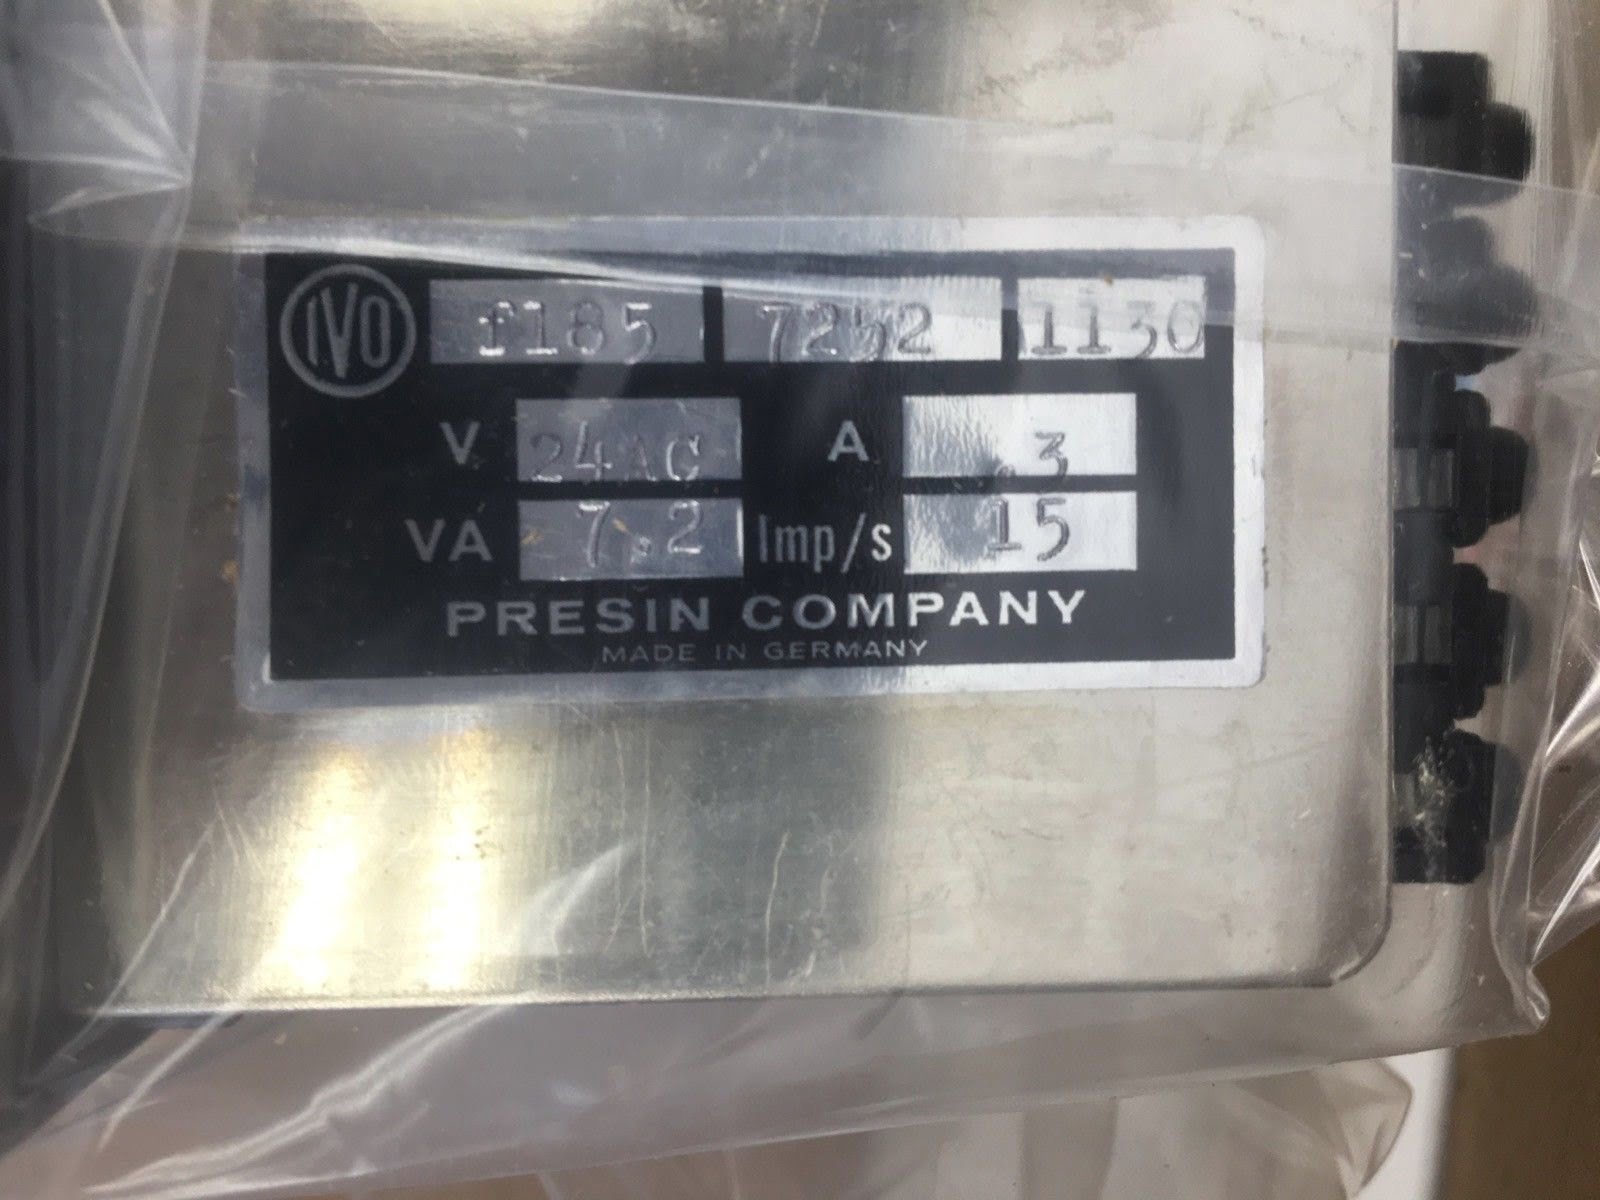 IVO f185 7252 1130
V 24AC A .3
VA 7.2 Imp/s 15
PRESIN COMPANY
MADE IN GERMANY